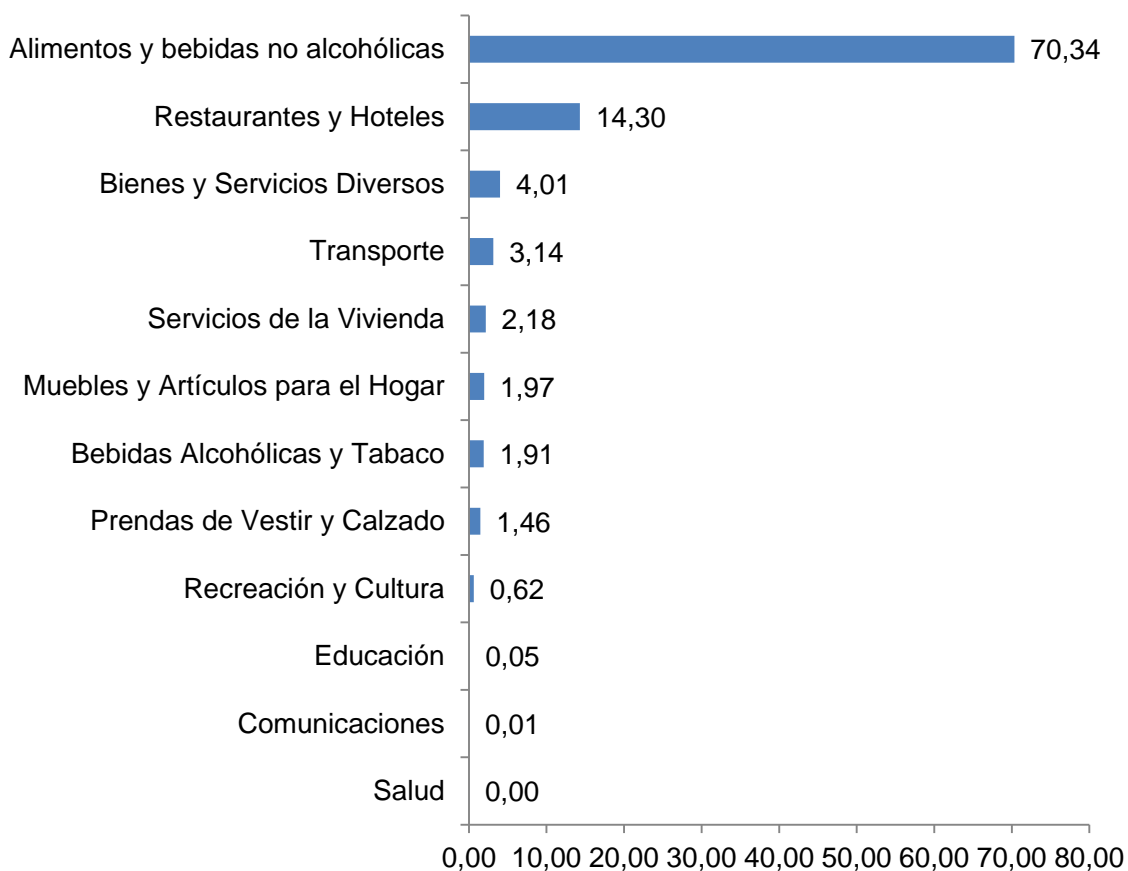 Alimentos y bebidas no alcohólicas 70,34
Restaurantes y Hoteles 14,30
Bienes y Servicios Diversos 4,01
Transporte 3,14
Servicios de la Vivienda 2,18
Muebles y Artículos para el Hogar 1,97
Bebidas Alcohólicas y Tabaco 1,91
Prendas de Vestir y Calzado 1,46
Recreación y Cultura 0,62
Educación 0,05
Comunicaciones 0,01
Salud 0,00
0,00 10,00 20,00 30,00 40,00 50,00 60,00 70,00 80,00